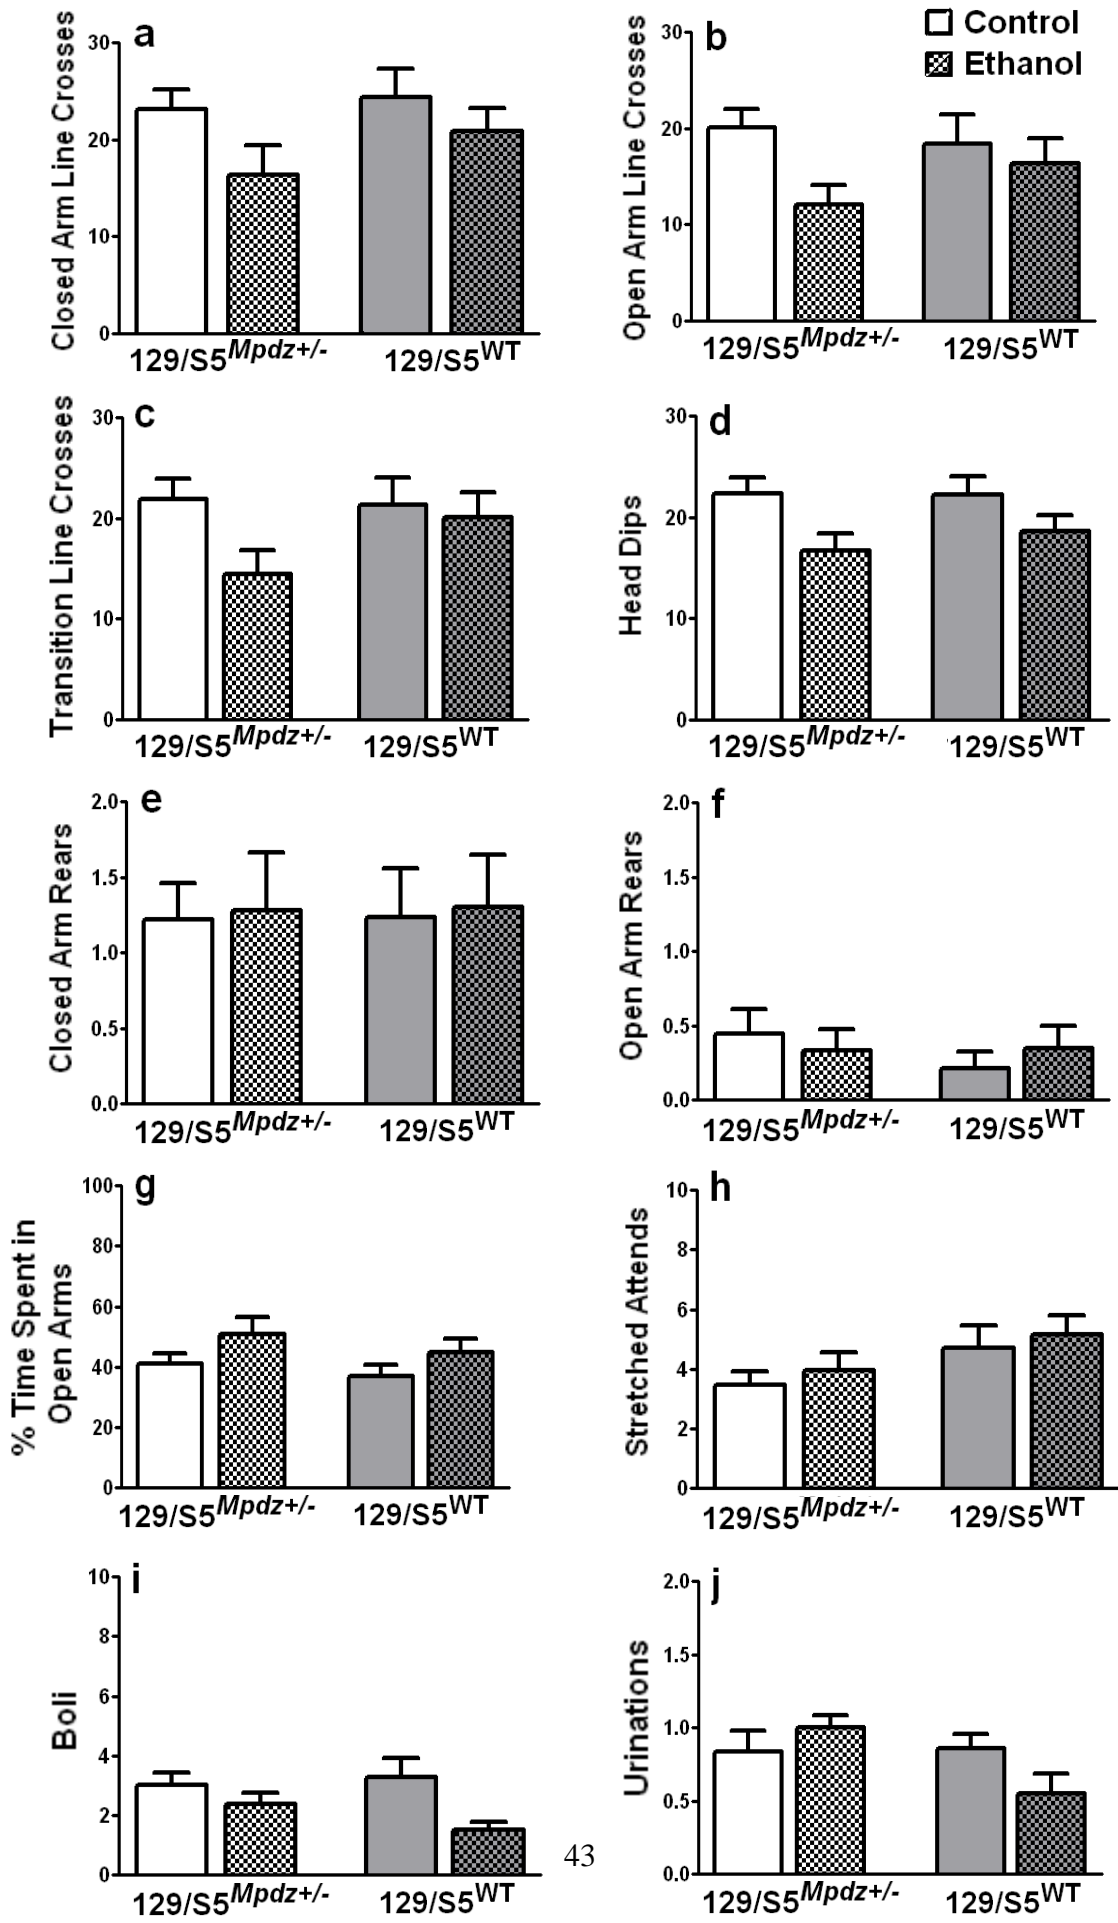 a
Closed Arm Line Crosses
30
20
10
0
129/S5Mpdz+/-
129/S5WT
b
Control
Ethanol
Open Arm Line Crosses
30
20
10
0
129/S5Mpdz+/-
129/S5WT
c
Transition Line Crosses
30
20
10
0
129/S5Mpdz+/-
129/S5WT
d
Head Dips
30
20
10
0
129/S5Mpdz+/-
129/S5WT
e
Closed Arm Rears
2.0
1.5
1.0
0.5
0.0
129/S5Mpdz+/-
129/S5WT
f
Open Arm Rears
2.0
1.5
1.0
0.5
0.0
129/S5Mpdz+/-
129/S5WT
g
% Time Spent in
Open Arms
100
80
60
40
20
0
129/S5Mpdz+/-
129/S5WT
h
Stretched Attends
10
8
6
4
2
0
129/S5Mpdz+/-
129/S5WT
i
Boli
10
8
6
4
2
0
129/S5Mpdz+/-
129/S5WT
j
Urinations
2.0
1.5
1.0
0.5
0.0
129/S5Mpdz+/-
129/S5WT
43